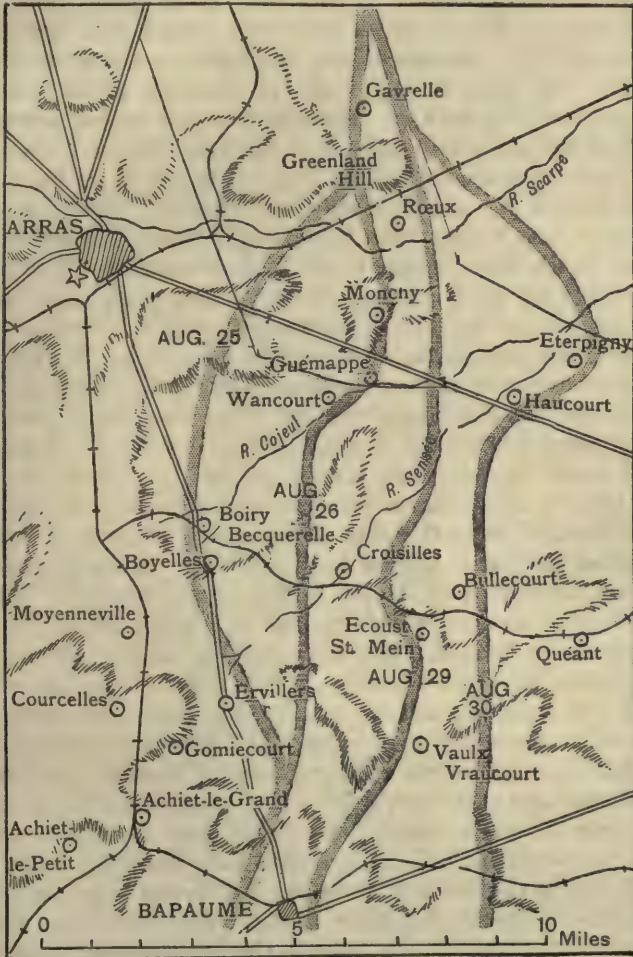 Gavrelle
Greenland
Hill
R. Scarpe
Rœux
ARRAS
Monchy
AUG. 25
Eterpigny
Guémappe
Wancourt
Haucourt
R. Cojeul
R. Sensée
AUG.
26
Boiry
Becquerelle
Croisilles
Boyelles
Bullecourt
Moyenneville
Ecoust
St. Mein
Quéant
AUG. 29
AUG
30
Courcelles
Ervillers
Gomiecourt
Vaulx
Vraucourt
Achiet-le-Grand
Achiet-
le-Petit
BAPAUME
0 5 10
Miles